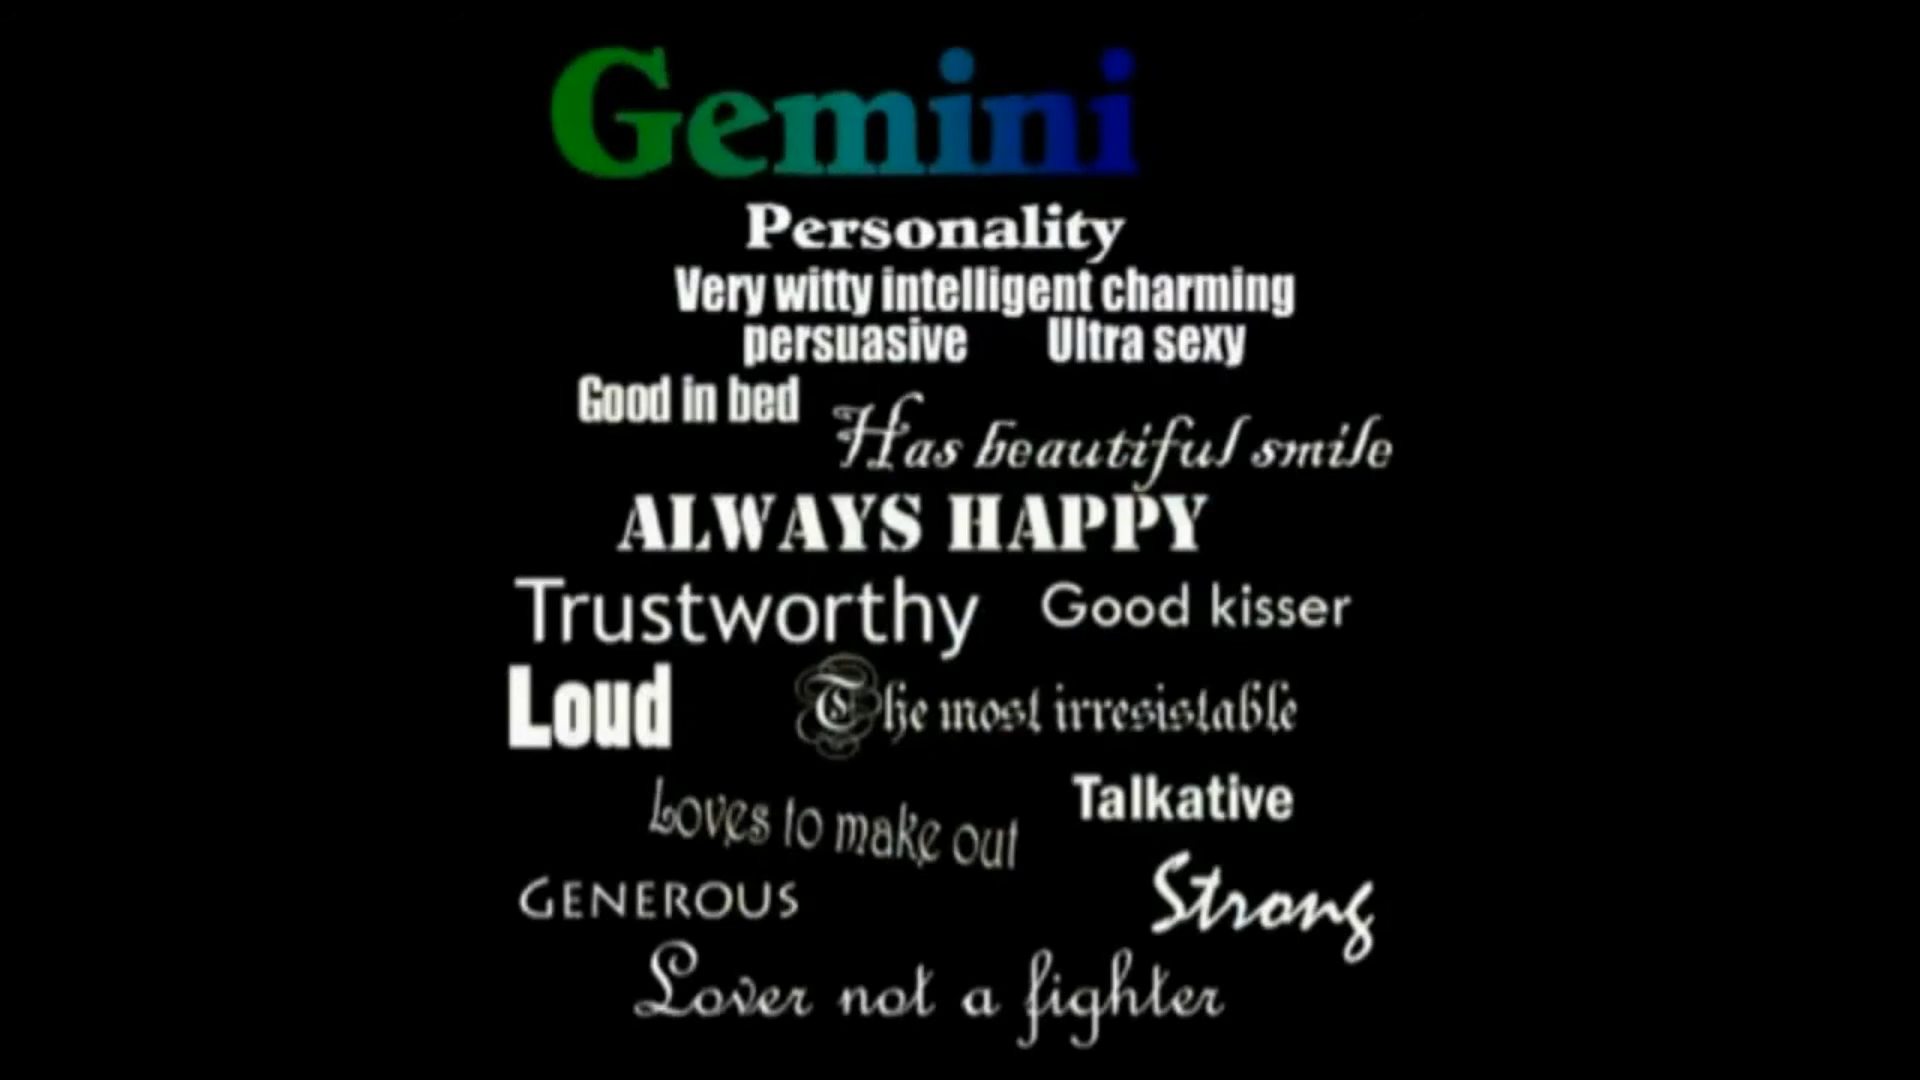 Gemini
Personality
Very witty intelligent charming
persuasive Ultra sexy
Good in bed
Has beautiful smile
ALWAYS HAPPY
Trustworthy Good kisser
Loud The most irresistable
Talkative
Loves to make out
GENEROUS Strong
Lover not a fighter